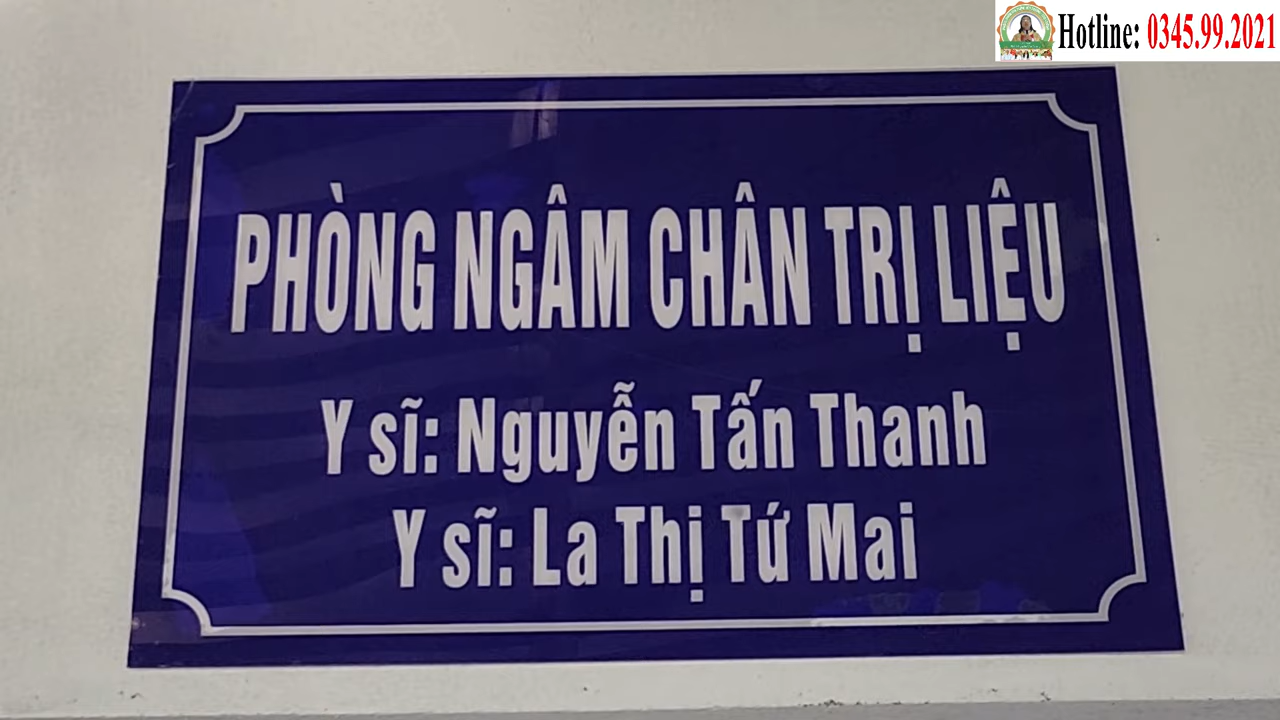 Hotline: 0345.99.2021
PHÒNG NGÂM CHÂN TRỊ LIỆU
Y sĩ: Nguyễn Tấn Thanh
Y sĩ: La Thị Tứ Mai